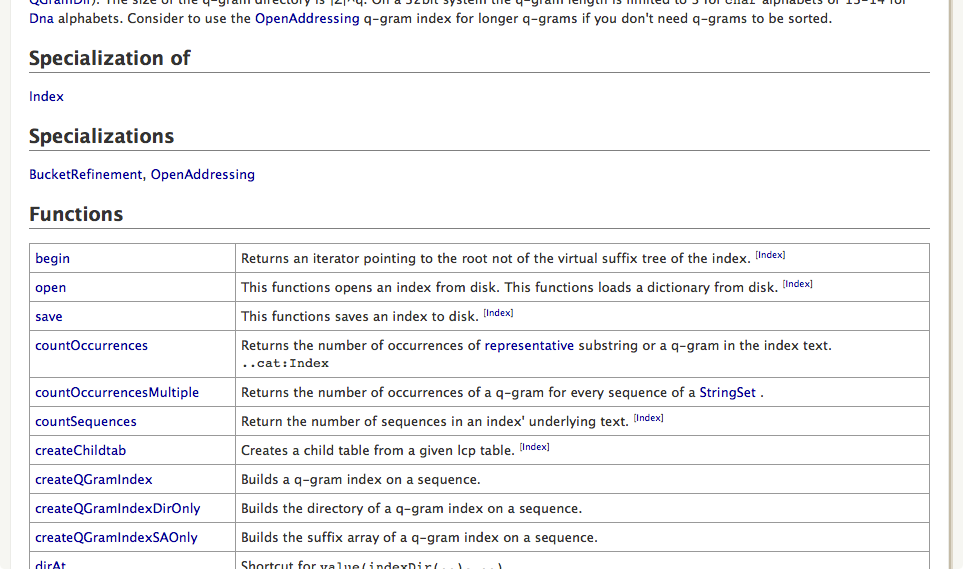 QGramDir). The size of the q-gram directory is |Σ|^q. On a 32bit system the q-gram length is limited to 3 for char alphabets or 13-14 for
Dna alphabets. Consider to use the OpenAddressing q-gram index for longer q-grams if you don't need q-grams to be sorted.
Specialization of
Index
Specializations
BucketRefinement, OpenAddressing
Functions
begin Returns an iterator pointing to the root not of the virtual suffix tree of the index. [Index]
open This functions opens an index from disk. This functions loads a dictionary from disk. [Index]
save This functions saves an index to disk. [Index]
countOccurrences Returns the number of occurrences of representative substring or a q-gram in the index text.
..cat:Index
countOccurrencesMultiple Returns the number of occurrences of a q-gram for every sequence of a StringSet .
countSequences Return the number of sequences in an index' underlying text. [Index]
createChildtab Creates a child table from a given lcp table. [Index]
createQGramIndex Builds a q-gram index on a sequence.
createQGramIndexDirOnly Builds the directory of a q-gram index on a sequence.
createQGramIndexSAOnly Builds the suffix array of a q-gram index on a sequence.
dirAt Shortcut for value(indexDir(..), ..)